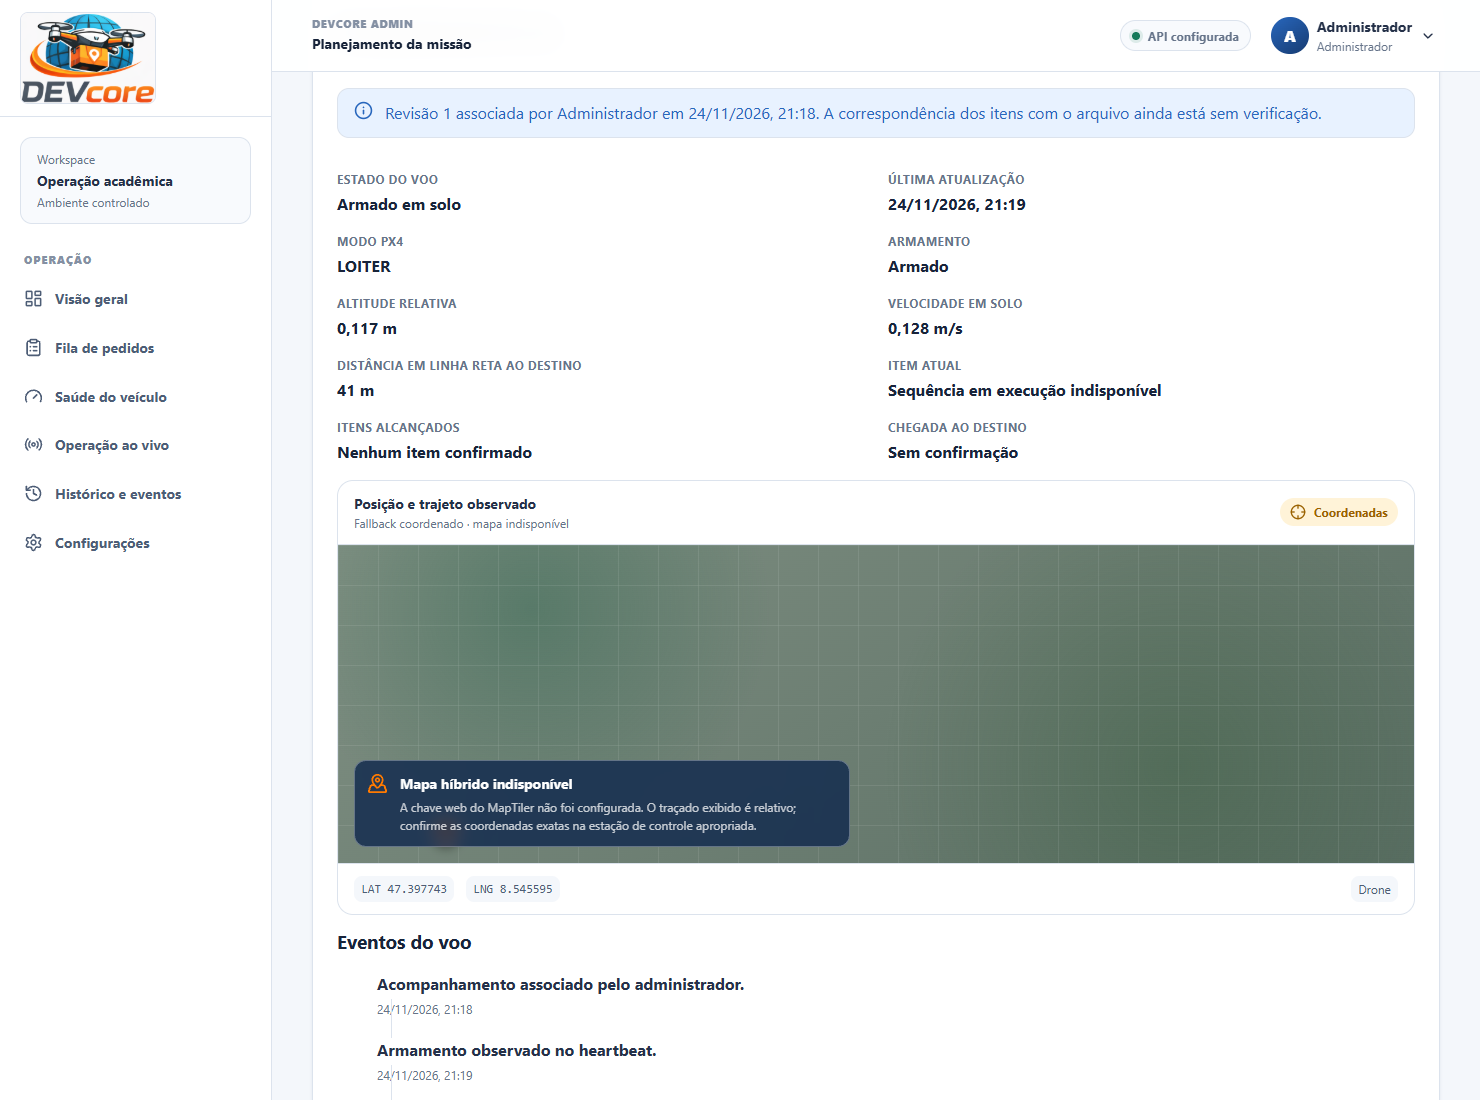 DEVcore
Workspace
Operação acadêmica
Ambiente controlado
OPERAÇÃO
Visão geral
Fila de pedidos
Saúde do veículo
Operação ao vivo
Histórico e eventos
Configurações
DEVCORE ADMIN
Planejamento da missão
API configurada
A
Administrador
Administrador
Revisão 1 associada por Administrador em 24/11/2026, 21:18. A correspondência dos itens com o arquivo ainda está sem verificação.
ESTADO DO VOO
Armado em solo
ÚLTIMA ATUALIZAÇÃO
24/11/2026, 21:19
MODO PX4
LOITER
ARMAMENTO
Armado
ALTITUDE RELATIVA
0,117 m
VELOCIDADE EM SOLO
0,128 m/s
DISTÂNCIA EM LINHA RETA AO DESTINO
41 m
ITEM ATUAL
Sequência em execução indisponível
ITENS ALCANÇADOS
Nenhum item confirmado
CHEGADA AO DESTINO
Sem confirmação
Posição e trajeto observado
Fallback coordenado · mapa indisponível
Coordenadas
Mapa híbrido indisponível
A chave web do MapTiler não foi configurada. O traçado exibido é relativo;
confirme as coordenadas exatas na estação de controle apropriada.
LAT 47.397743
LNG 8.545595
Drone
Eventos do voo
Acompanhamento associado pelo administrador.
24/11/2026, 21:18
Armamento observado no heartbeat.
24/11/2026, 21:19